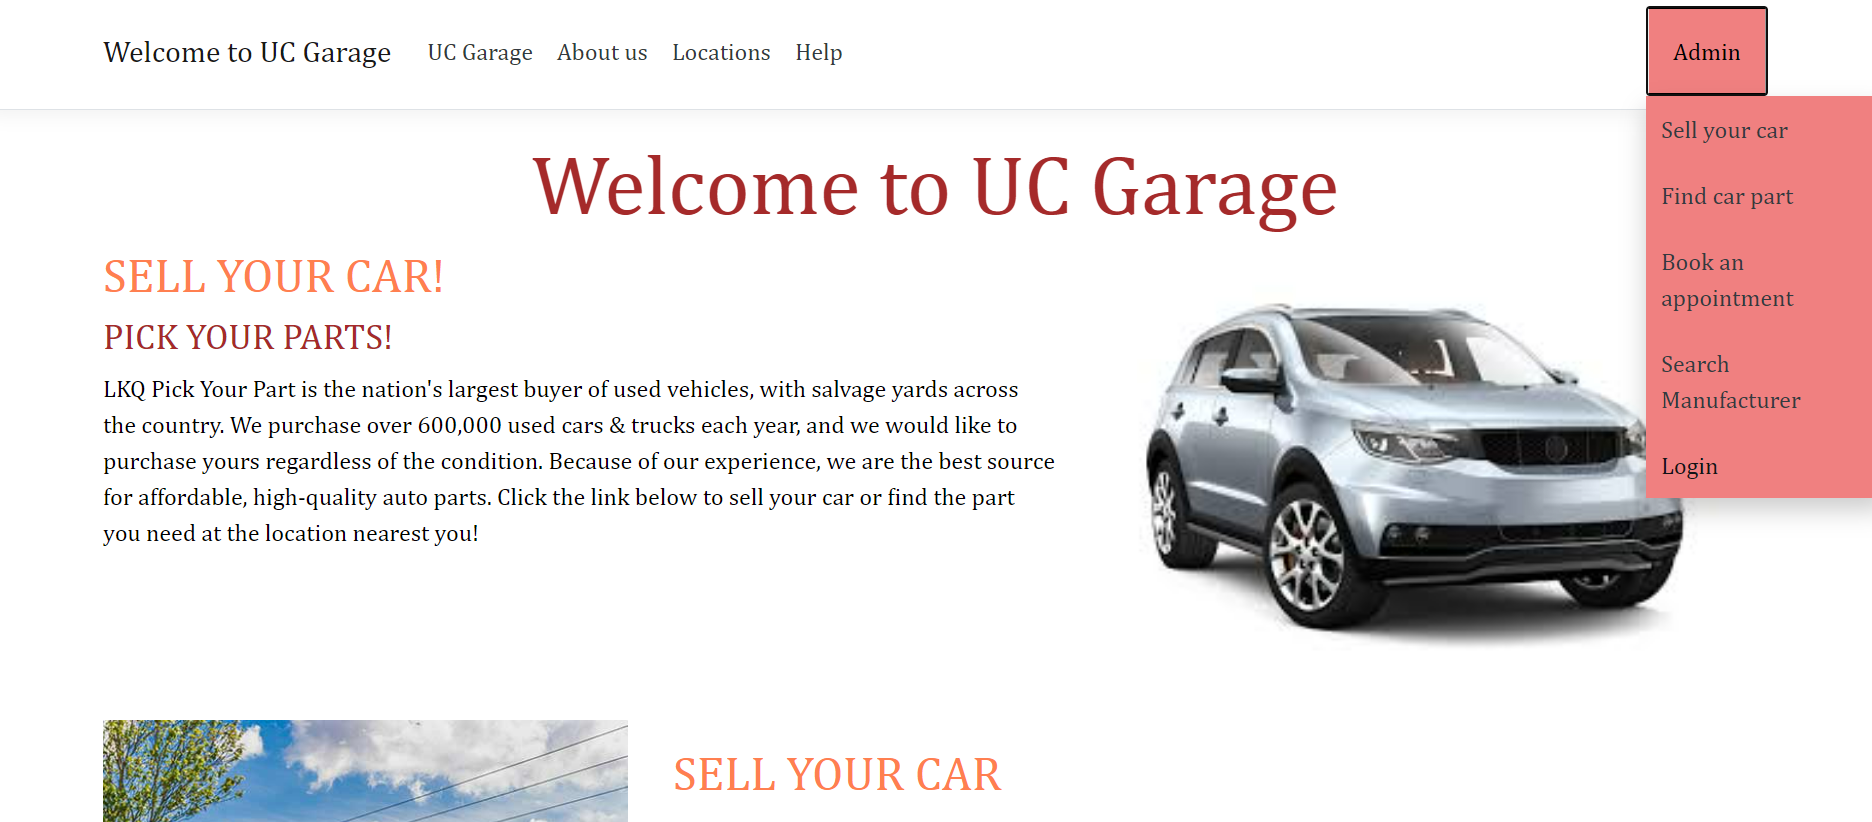 Welcome to UC Garage
UC Garage
About us
Locations
Help
Admin
Sell your car
Find car part
Book an
appointment
Search
Manufacturer
Login
Welcome to UC Garage
SELL YOUR CAR!
PICK YOUR PARTS!
LKQ Pick Your Part is the nation's largest buyer of used vehicles, with salvage yards across
the country. We purchase over 600,000 used cars & trucks each year, and we would like to
purchase yours regardless of the condition. Because of our experience, we are the best source
for affordable, high-quality auto parts. Click the link below to sell your car or find the part
you need at the location nearest you!
SELL YOUR CAR